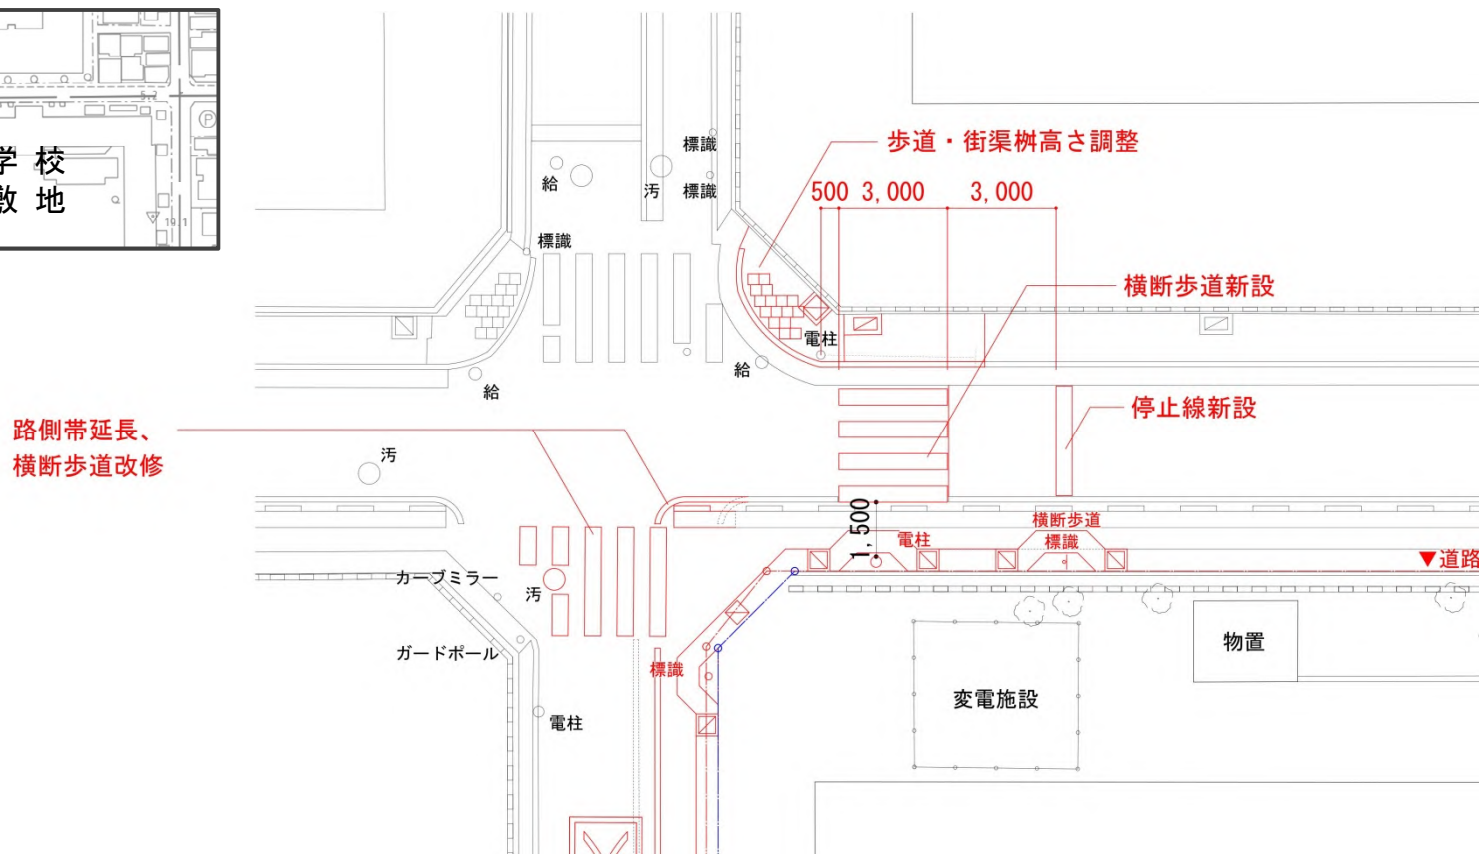 5.2
P
学 校
敷 地
19.1
標識
給
汚
標識
標識
歩道・街渠桝高さ調整
500 3,000 3,000
横断歩道新設
電柱
給
給
停止線新設
路側帯延長、
横断歩道改修
汚
1,500
横断歩道
標識
電柱
▼道路
カーブミラー
汚
ガードポール
標識
物置
変電施設
電柱